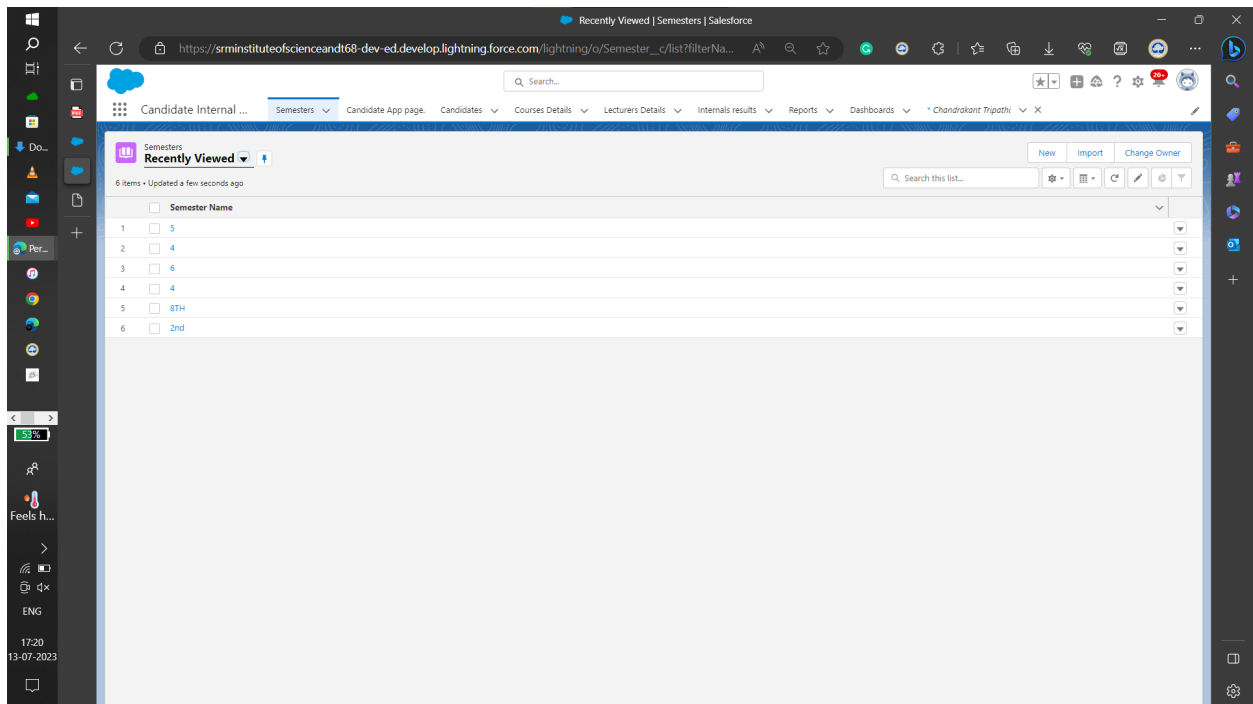 Recently Viewed | Semesters | Salesforce
https://srminstituteofscienceandt68-dev-ed.develop.lightning.force.com/lightning/o/Semester__c/list?filterNa...
Search...
20+
Candidate Internal ... Semesters Candidate App page. Candidates Courses Details Lecturers Details Internals results Reports Dashboards * Chandrakant Tripathi
Semesters
Recently Viewed
New Import Change Owner
6 items • Updated a few seconds ago
Search this list...
Semester Name
1 5
2 4
3 6
4 4
5 8TH
6 2nd
Do...
PDF
Per...
53%
Feels h...
ENG
17:20
13-07-2023